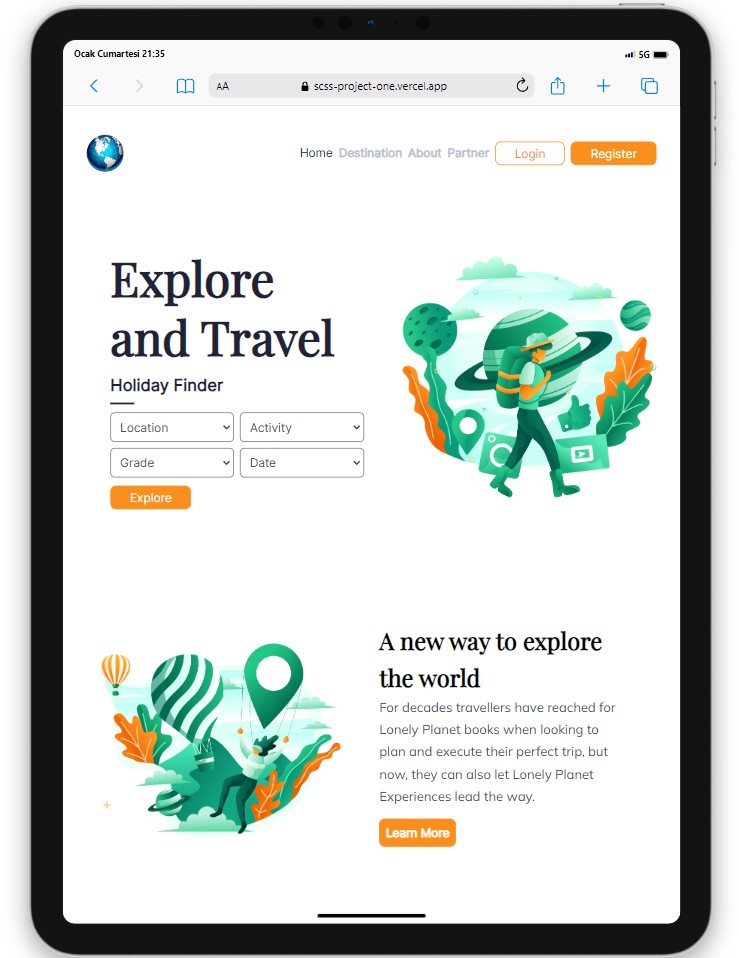 Ocak Cumartesi 21:35
5G
AA
scss-project-one.vercel.app
Home Destination About Partner Login Register
Explore
and Travel
Holiday Finder
Location Activity
Grade Date
Explore
A new way to explore
the world
For decades travellers have reached for
Lonely Planet books when looking to
plan and execute their perfect trip, but
now, they can also let Lonely Planet
Experiences lead the way.
Learn More